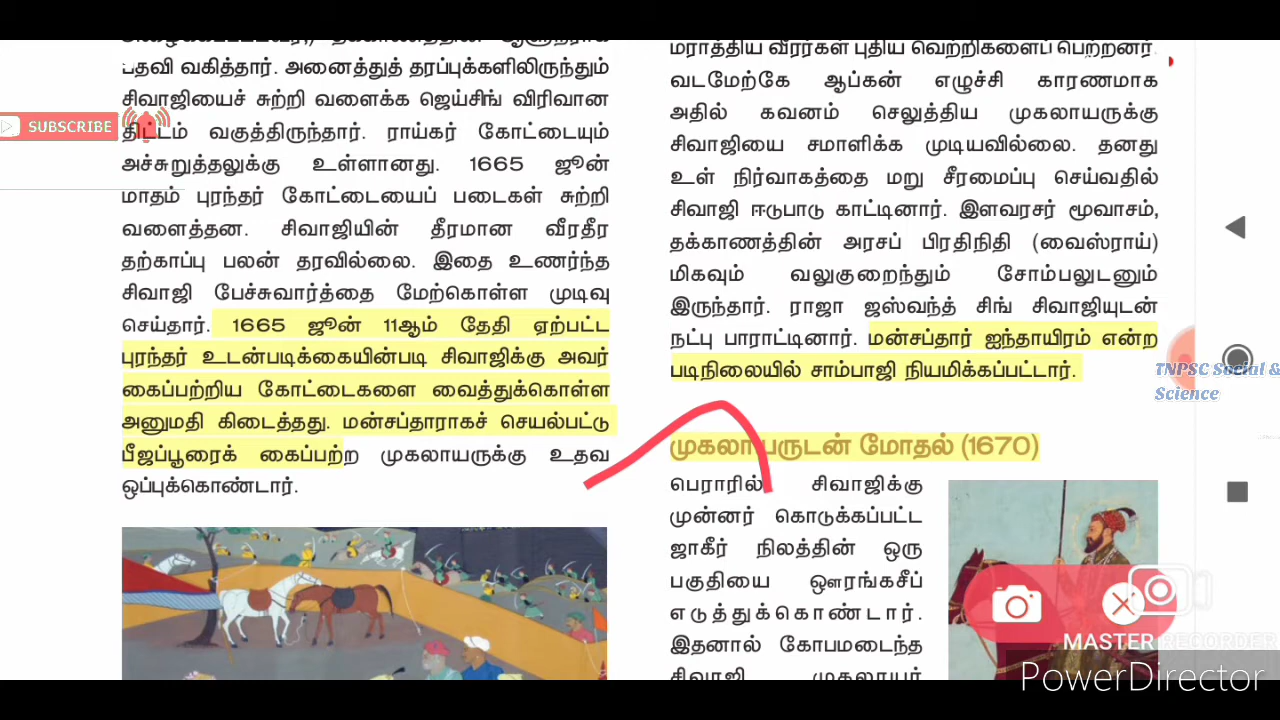 பதவி வகித்தார். அனைத்துத் தரப்புக்களிலிருந்தும்
சிவாஜியைச் சுற்றி வளைக்க ஜெய்சிங் விரிவான
திட்டம் வகுத்திருந்தார். ராய்கர் கோட்டையும்
அச்சுறுத்தலுக்கு உள்ளானது. 1665 ஜூன்
மாதம் புரந்தர் கோட்டையைப் படைகள் சுற்றி
வளைத்தன. சிவாஜியின் தீரமான வீரதீர
தற்காப்பு பலன் தரவில்லை. இதை உணர்ந்த
சிவாஜி பேச்சுவார்த்தை மேற்கொள்ள முடிவு
செய்தார். 1665 ஜூன் 11ஆம் தேதி ஏற்பட்ட
புரந்தர் உடன்படிக்கையின்படி சிவாஜிக்கு அவர்
கைப்பற்றிய கோட்டைகளை வைத்துக்கொள்ள
அனுமதி கிடைத்தது. மன்சப்தாராகச் செயல்பட்டு
பீஜப்பூரைக் கைப்பற்ற முகலாயருக்கு உதவ
ஒப்புக்கொண்டார்.
மராத்திய வீரர்கள் புதிய வெற்றிகளைப் பெற்றனர்.
வடமேற்கே ஆப்கன் எழுச்சி காரணமாக
அதில் கவனம் செலுத்திய முகலாயருக்கு
சிவாஜியை சமாளிக்க முடியவில்லை. தனது
உள் நிர்வாகத்தை மறு சீரமைப்பு செய்வதில்
சிவாஜி ஈடுபாடு காட்டினார். இளவரசர் மூவாசம்,
தக்காணத்தின் அரசப் பிரதிநிதி (வைஸ்ராய்)
மிகவும் வலுகுறைந்தும் சோம்பலுடனும்
இருந்தார். ராஜா ஜஸ்வந்த் சிங் சிவாஜியுடன்
நட்பு பாராட்டினார். மன்சப்தார் ஐந்தாயிரம் என்ற
படிநிலையில் சாம்பாஜி நியமிக்கப்பட்டார்.
முகலாயருடன் மோதல் (1670)
பெராரில் சிவாஜிக்கு
முன்னர் கொடுக்கப்பட்ட
ஜாகீர் நிலத்தின் ஒரு
பகுதியை ஔரங்கசீப்
எடுத்துக்கொண்டார்.
இதனால் கோபமடைந்த
சிவாஜி முகலாயர்
SUBSCRIBE
TNPSC Social &
Science
MASTER RECORDER
PowerDirector